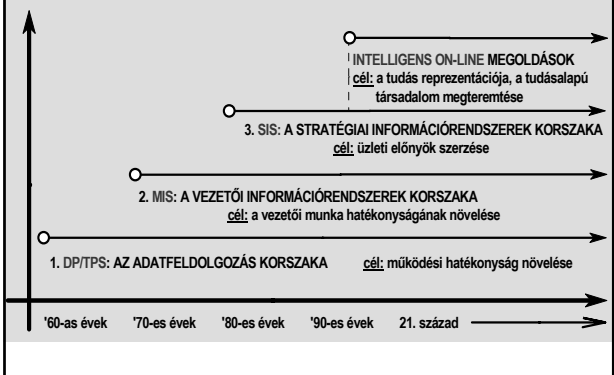 INTELLIGENS ON-LINE MEGOLDÁSOK
cél: a tudás reprezentációja, a tudásalapú
társadalom megteremtése
3. SIS: A STRATÉGIAI INFORMÁCIÓRENDSZEREK KORSZAKA
cél: üzleti előnyök szerzése
2. MIS: A VEZETŐI INFORMÁCIÓRENDSZEREK KORSZAKA
cél: a vezetői munka hatékonyságának növelése
1. DP/TPS: AZ ADATFELDOLGOZÁS KORSZAKA cél: működési hatékonyság növelése
'60-as évek '70-es évek '80-es évek '90-es évek 21. század